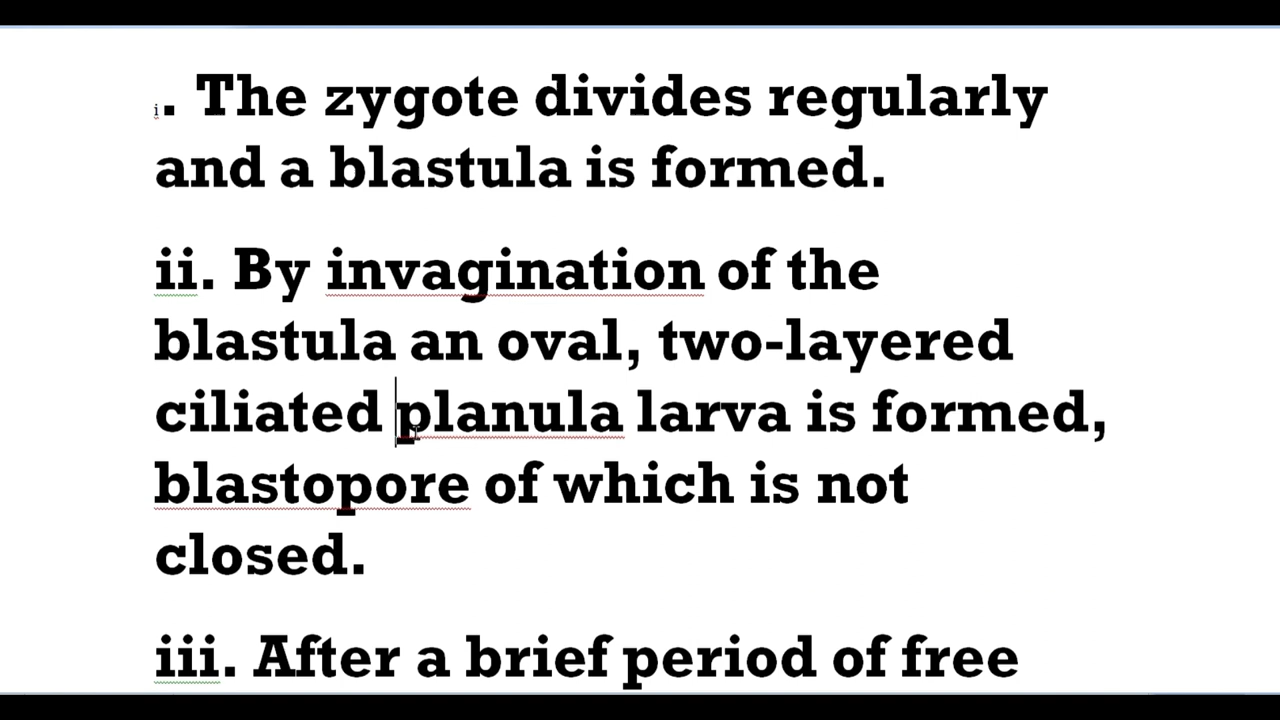 i. The zygote divides regularly
and a blastula is formed.
ii. By invagination of the
blastula an oval, two-layered
ciliated planula larva is formed,
blastopore of which is not
closed.
iii. After a brief period of free